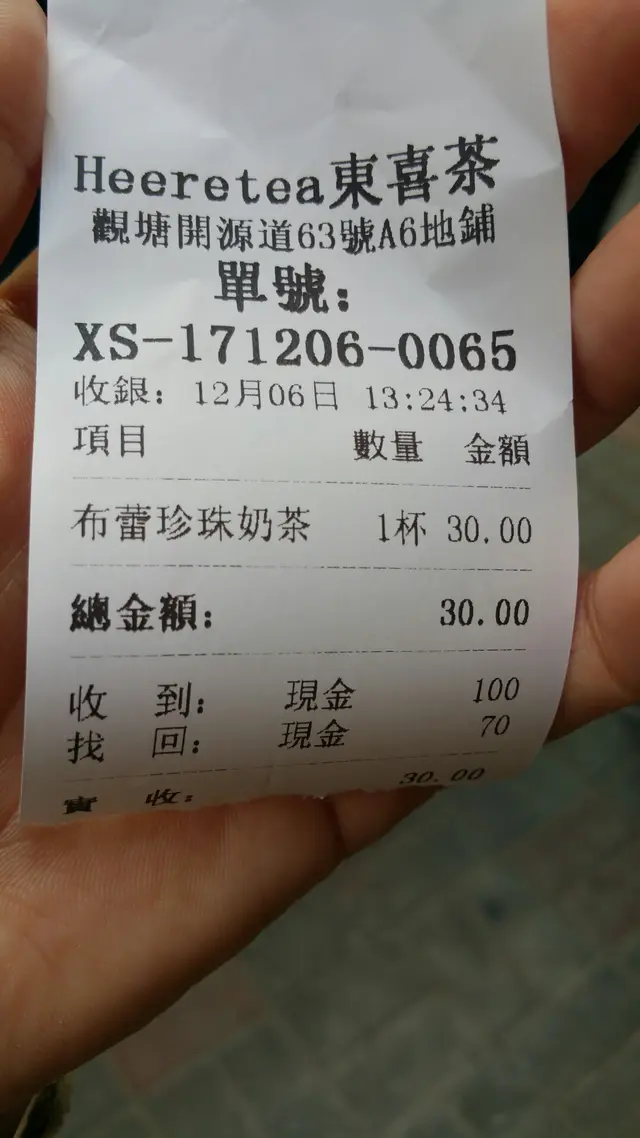 Heeretea東喜茶
觀塘開源道63號A6地鋪
單號:
XS-171206-0065
收銀: 12月06日 13:24:34
項目 數量 金額
布蕾珍珠奶茶 1杯 30.00
總金額: 30.00
收 到: 現金 100
找 回: 現金 70
實 收: 30.00